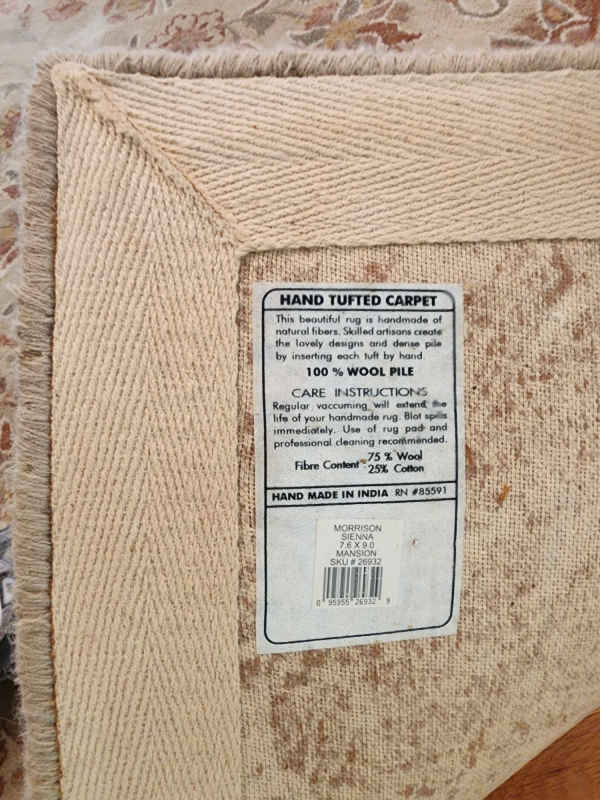 HAND TUFTED CARPET
This beautiful rug is handmade of
natural fibers. Skilled artisans create
the lovely designs and dense pile
by inserting each tuft by hand.
100 % WOOL PILE
CARE INSTRUCTIONS
Regular vaccuming will extend the
life of your handmade rug. Blot spills
immediately. Use of rug pad and
professional cleaning recommended.
Fibre Content - 75 % Wool
25% Cotton
HAND MADE IN INDIA RN #85591
MORRISON
SIENNA
7.6 X 9.0
MANSION
SKU # 26932
0 95955 26932 9